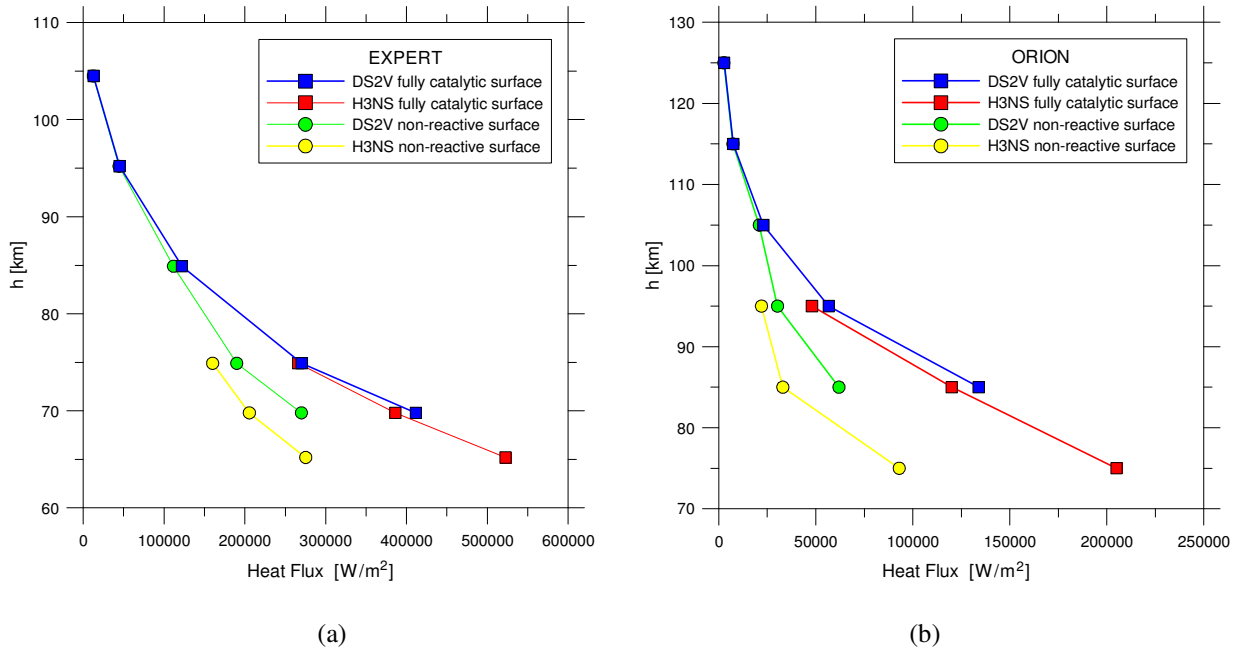 110
100
90
80
70
60
h [km]
EXPERT
DS2V fully catalytic surface
H3NS fully catalytic surface
DS2V non-reactive surface
H3NS non-reactive surface
0 100000 200000 300000 400000 500000 600000
Heat Flux [W/m²]
(a)
130
120
110
100
90
80
70
h [km]
ORION
DS2V fully catalytic surface
H3NS fully catalytic surface
DS2V non-reactive surface
H3NS non-reactive surface
0 50000 100000 150000 200000 250000
Heat Flux [W/m²]
(b)